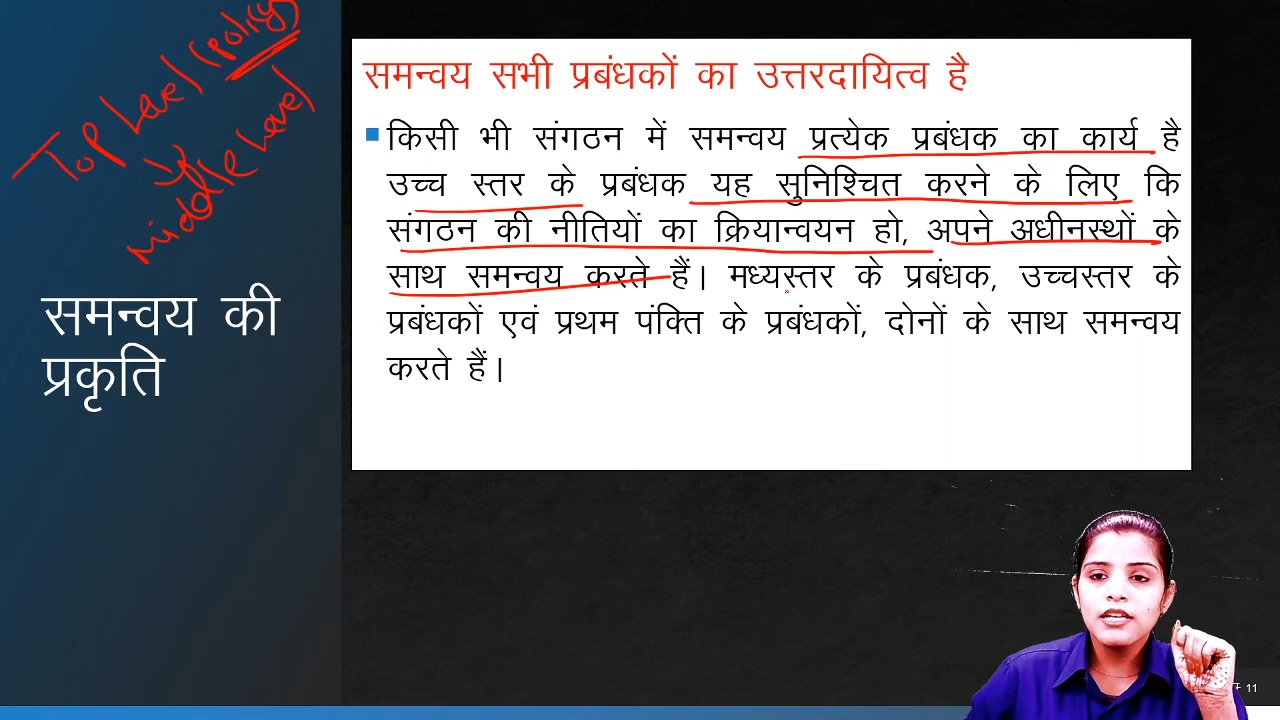 Top Level (policy)
middle Level
समन्वय की
प्रकृति
समन्वय सभी प्रबंधकों का उत्तरदायित्व है
किसी भी संगठन में समन्वय प्रत्येक प्रबंधक का कार्य है
उच्च स्तर के प्रबंधक यह सुनिश्चित करने के लिए कि
संगठन की नीतियों का क्रियान्वयन हो, अपने अधीनस्थों के
साथ समन्वय करते हैं। मध्यस्तर के प्रबंधक, उच्चस्तर के
प्रबंधकों एवं प्रथम पंक्ति के प्रबंधकों, दोनों के साथ समन्वय
करते हैं।
11